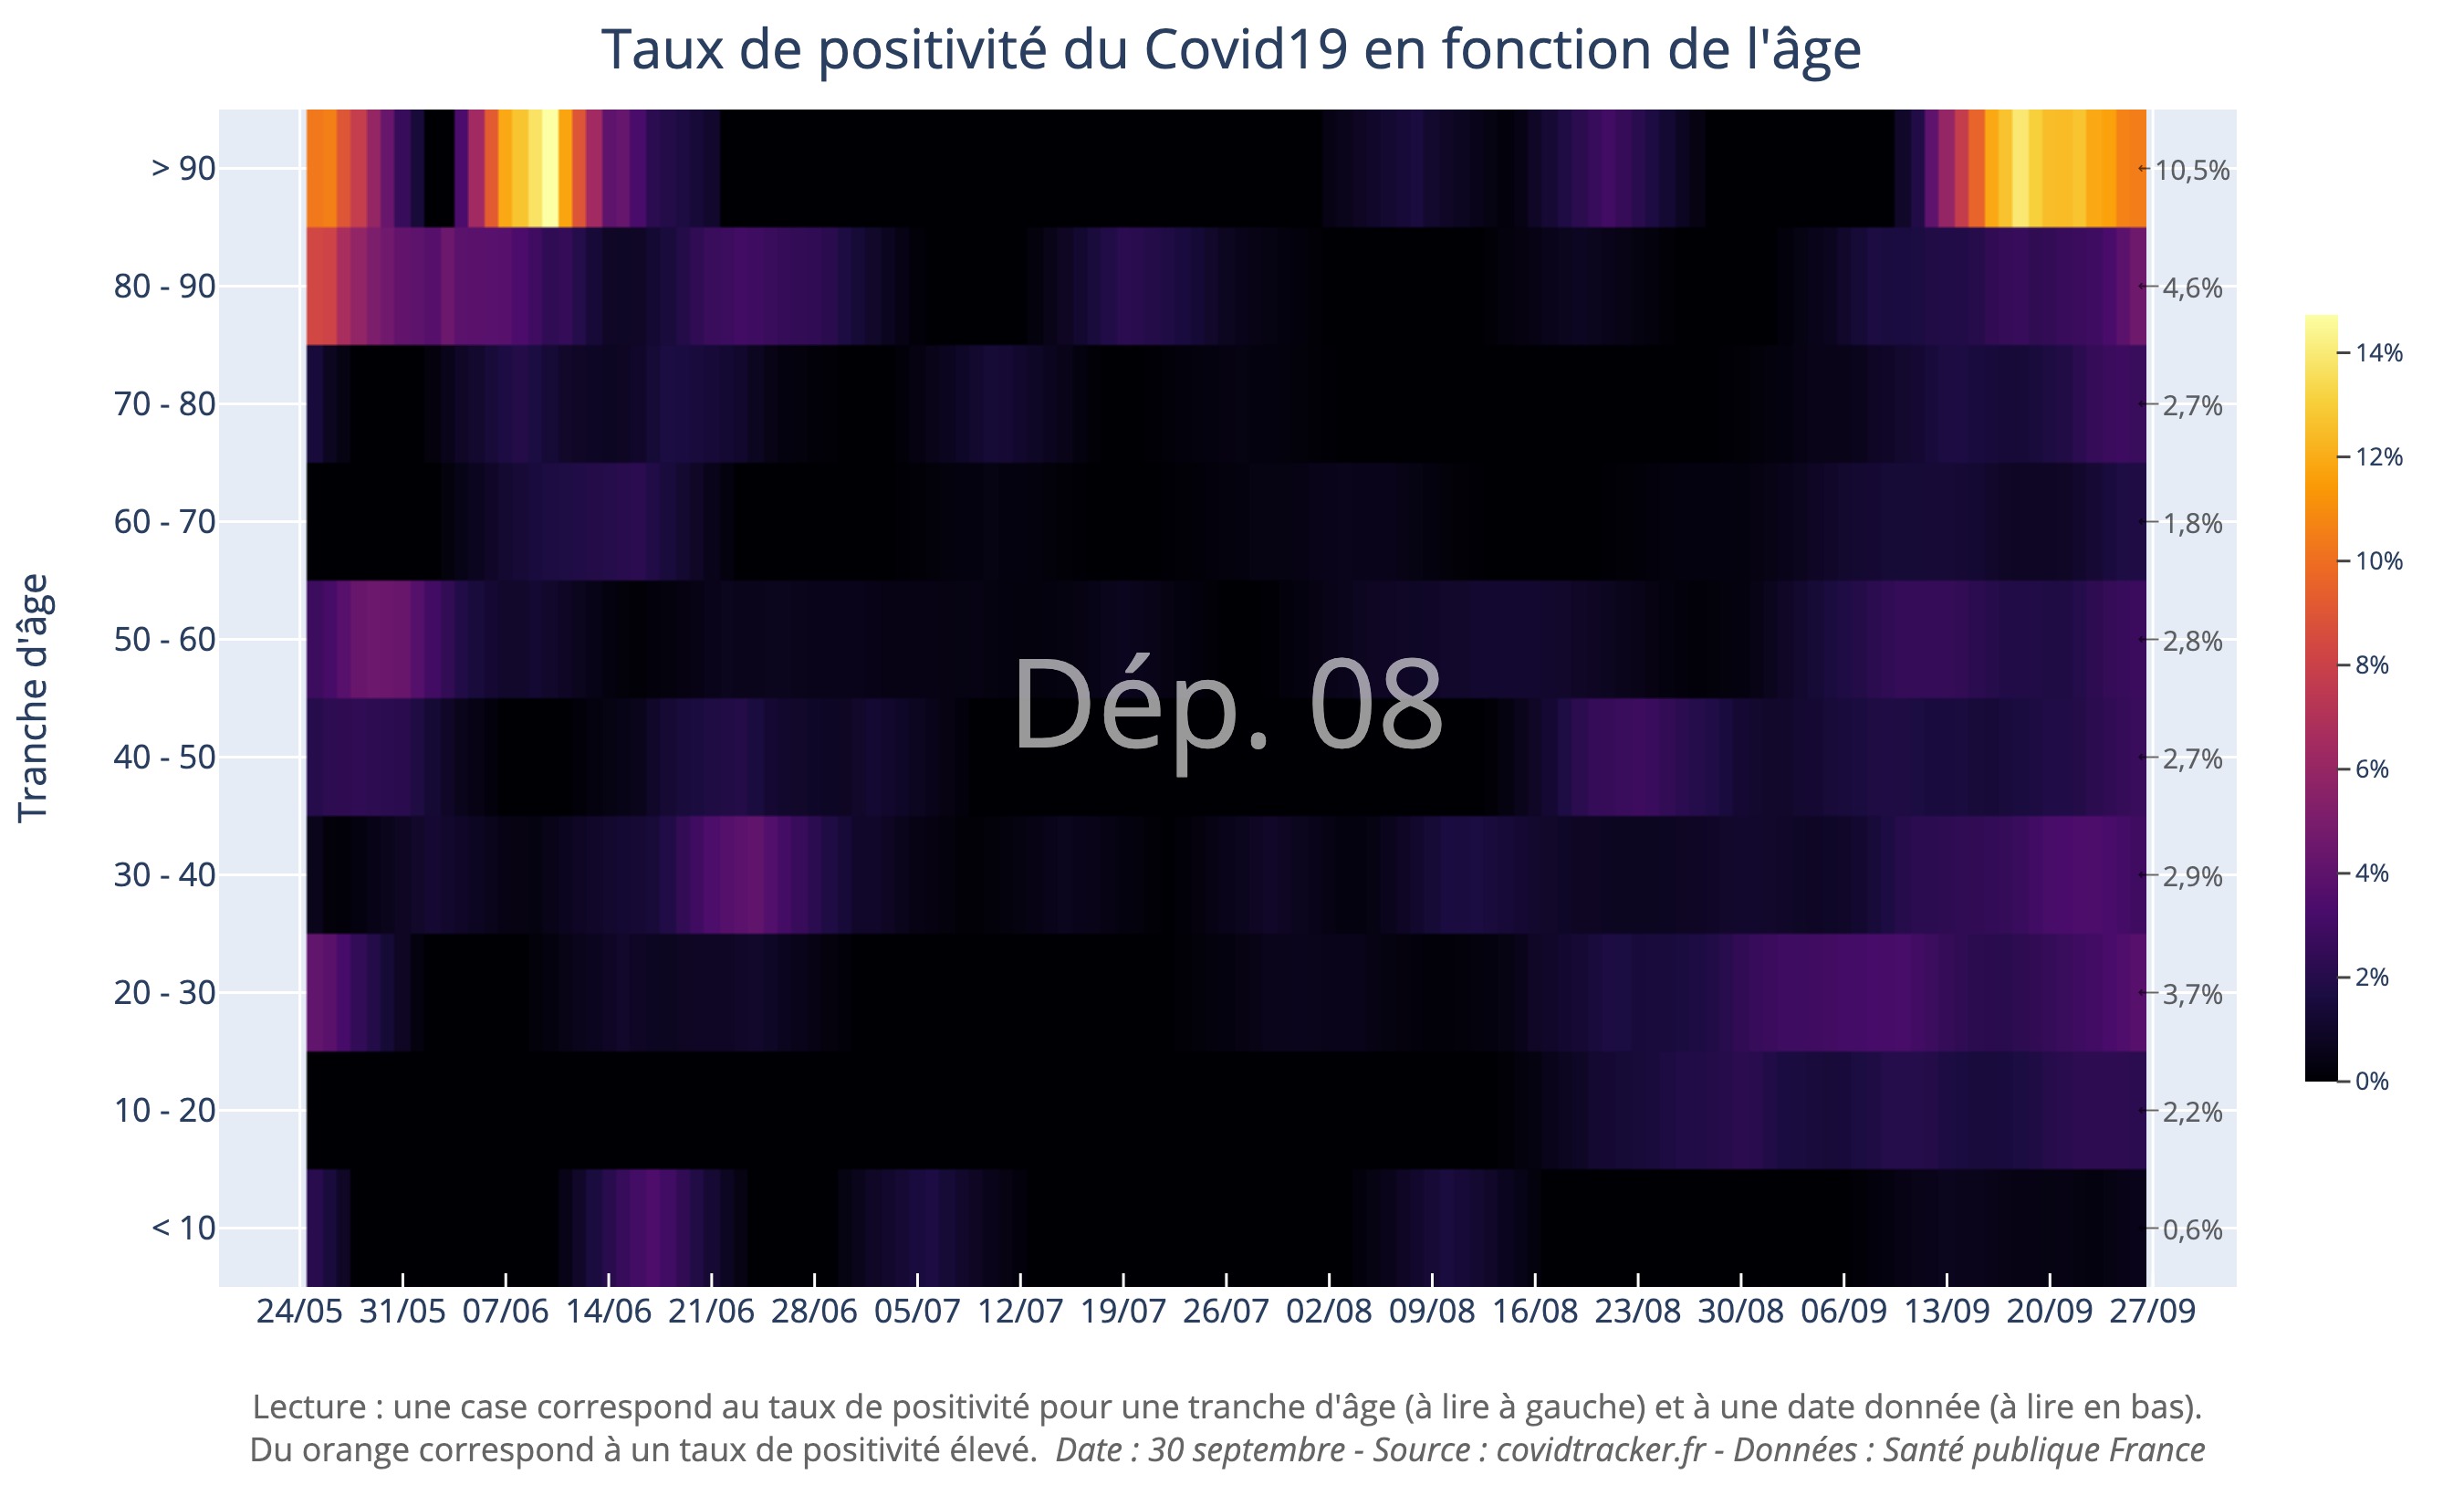 Taux de positivité du Covid19 en fonction de l'âge
Tranche d'âge
> 90
80 - 90
70 - 80
60 - 70
50 - 60
40 - 50
30 - 40
20 - 30
10 - 20
< 10
Dép. 08
10,5%
4,6%
2,7%
1,8%
2,8%
2,7%
2,9%
3,7%
2,2%
0,6%
14%
12%
10%
8%
6%
4%
2%
0%
24/05 31/05 07/06 14/06 21/06 28/06 05/07 12/07 19/07 26/07 02/08 09/08 16/08 23/08 30/08 06/09 13/09 20/09 27/09
Lecture : une case correspond au taux de positivité pour une tranche d'âge (à lire à gauche) et à une date donnée (à lire en bas).
Du orange correspond à un taux de positivité élevé. Date : 30 septembre - Source : covidtracker.fr - Données : Santé publique France